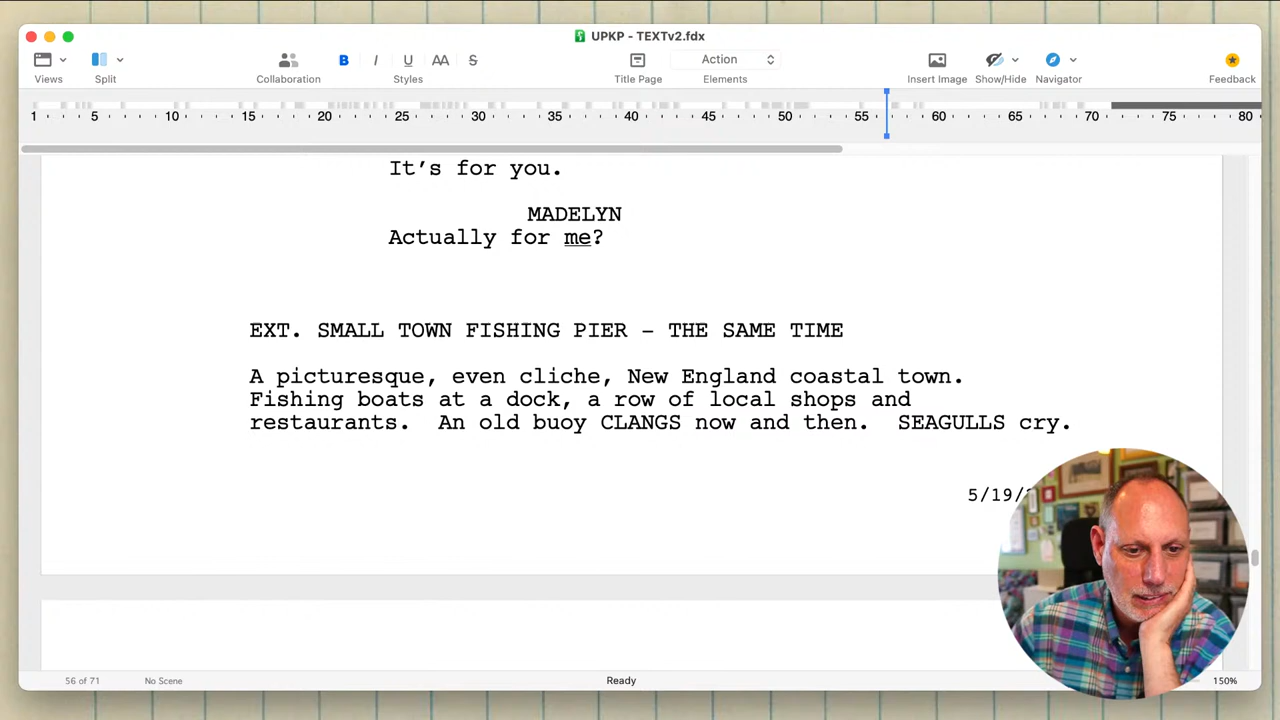 UPKP - TEXTv2.fdx
Views
Split
Collaboration
B I U AA S
Styles
Title Page
Action
Elements
Insert Image
Show/Hide
Navigator
Feedback
1 5 10 15 20 25 30 35 40 45 50 55 60 65 70 75 80
It’s for you.
MADELYN
Actually for me?
EXT. SMALL TOWN FISHING PIER – THE SAME TIME
A picturesque, even cliche, New England coastal town.
Fishing boats at a dock, a row of local shops and
restaurants.  An old buoy CLANGS now and then.  SEAGULLS cry.
5/19/
56 of 71
No Scene
Ready
150%